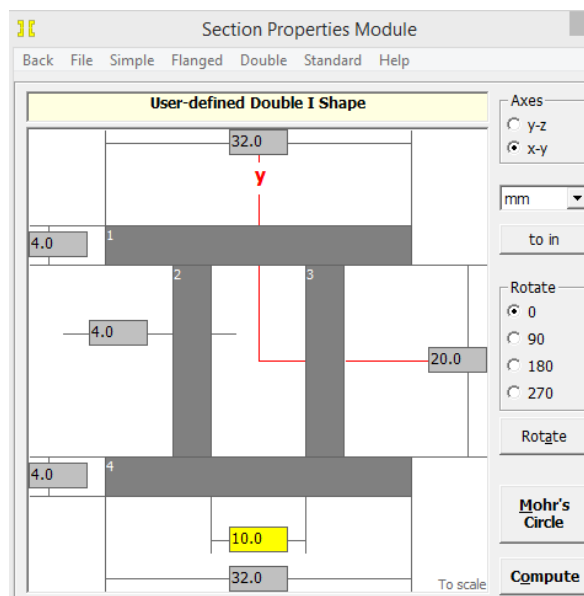 Section Properties Module
Back File Simple Flanged Double Standard Help
User-defined Double I Shape
32.0
y
4.0
1
2
3
4.0
20.0
4
4.0
10.0
32.0
To scale
Axes
y-z
x-y
mm
to in
Rotate
0
90
180
270
Rotate
Mohr's
Circle
Compute